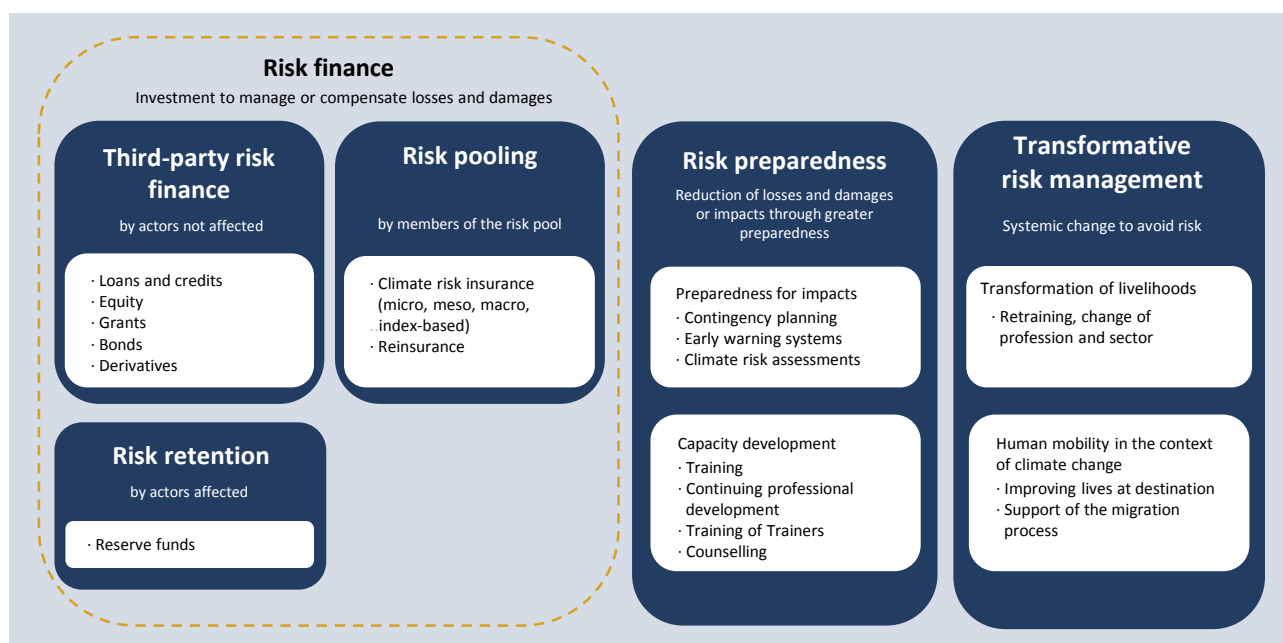 Risk finance
Investment to manage or compensate losses and damages
Third-party risk
finance
by actors not affected
· Loans and credits
· Equity
· Grants
· Bonds
· Derivatives
Risk pooling
by members of the risk pool
· Climate risk insurance
(micro, meso, macro,
..index-based)
· Reinsurance
Risk retention
by actors affected
· Reserve funds
Risk preparedness
Reduction of losses and damages
or impacts through greater
preparedness
Preparedness for impacts
· Contingency planning
· Early warning systems
· Climate risk assessments
Capacity development
· Training
· Continuing professional
development
· Training of Trainers
· Counselling
Transformative
risk management
Systemic change to avoid risk
Transformation of livelihoods
· Retraining, change of
profession and sector
Human mobility in the context
of climate change
· Improving lives at destination
· Support of the migration
process